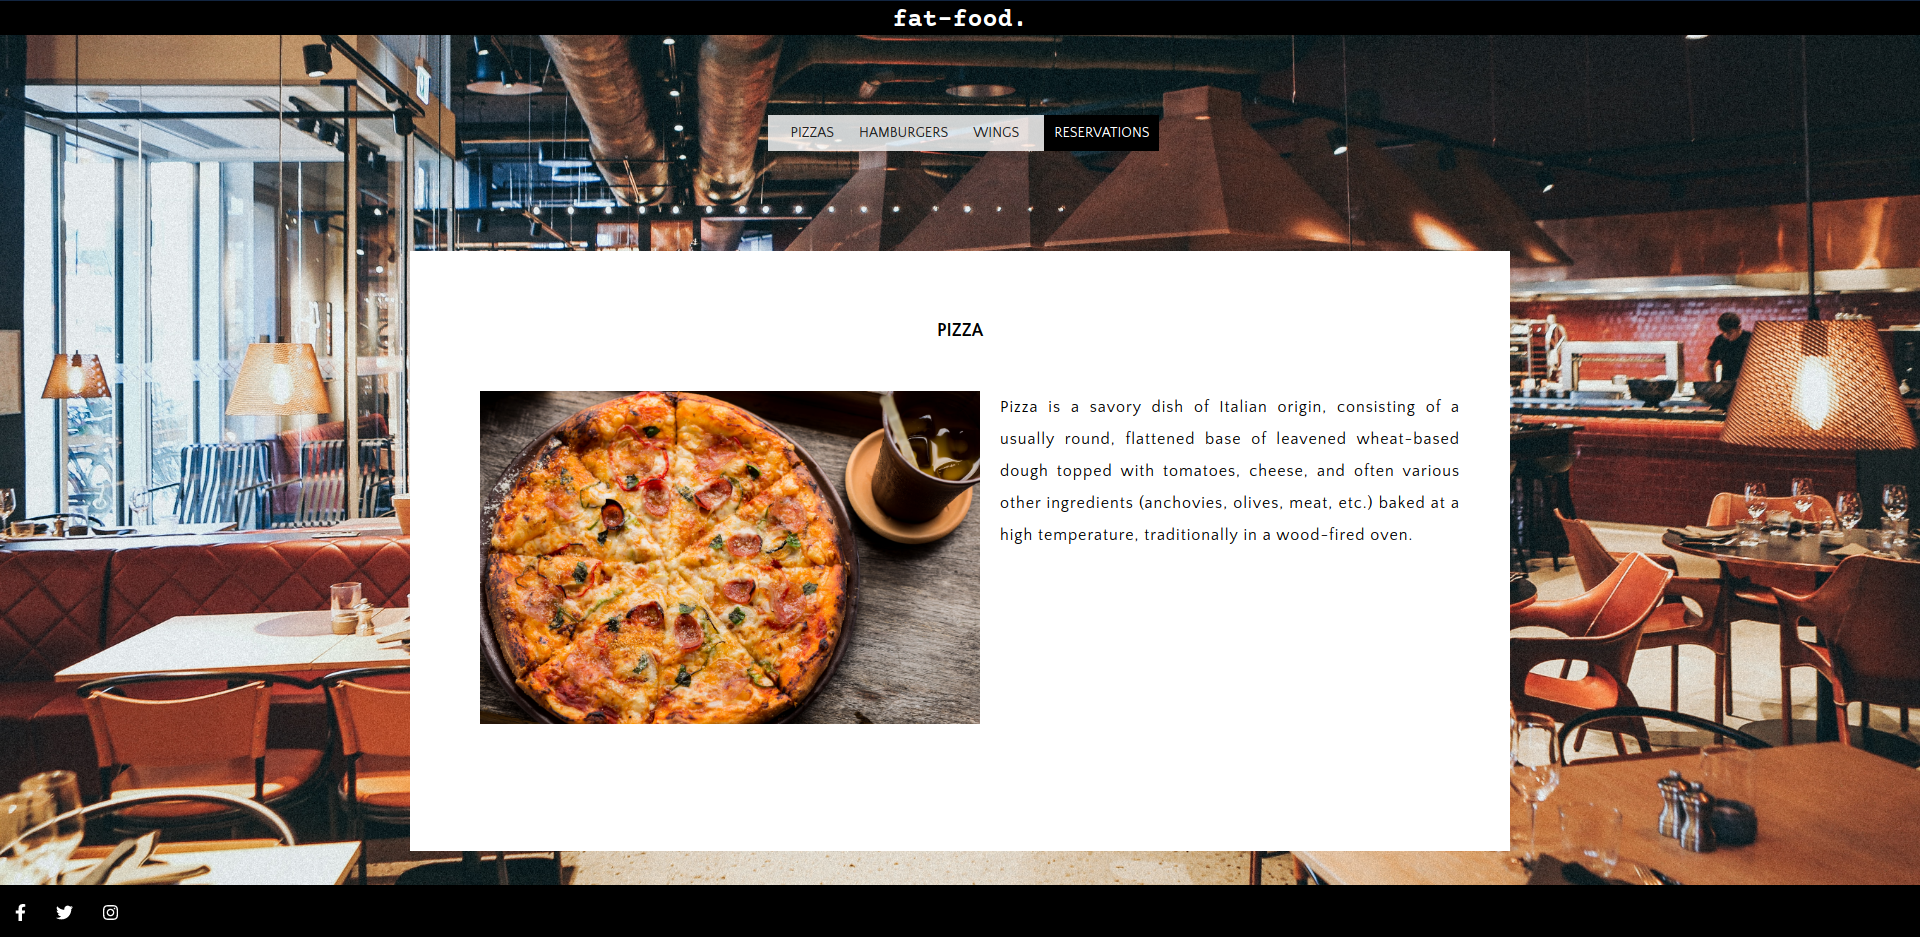 fat-food.
PIZZAS HAMBURGERS WINGS RESERVATIONS
PIZZA
Pizza is a savory dish of Italian origin, consisting of a
usually round, flattened base of leavened wheat-based
dough topped with tomatoes, cheese, and often various
other ingredients (anchovies, olives, meat, etc.) baked at a
high temperature, traditionally in a wood-fired oven.